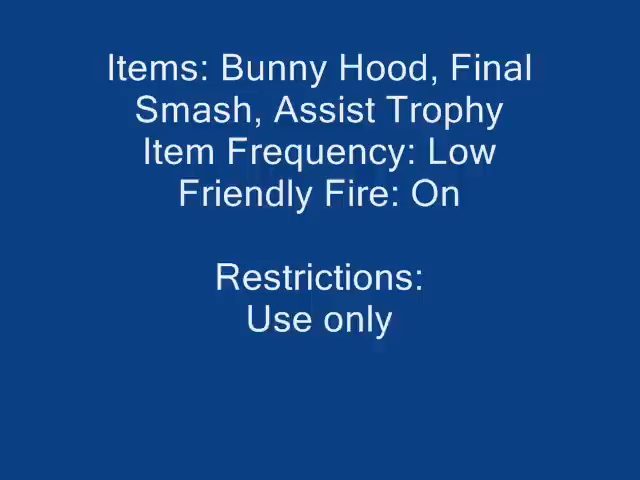 Items: Bunny Hood, Final
Smash, Assist Trophy
Item Frequency: Low
Friendly Fire: On
Restrictions:
Use only